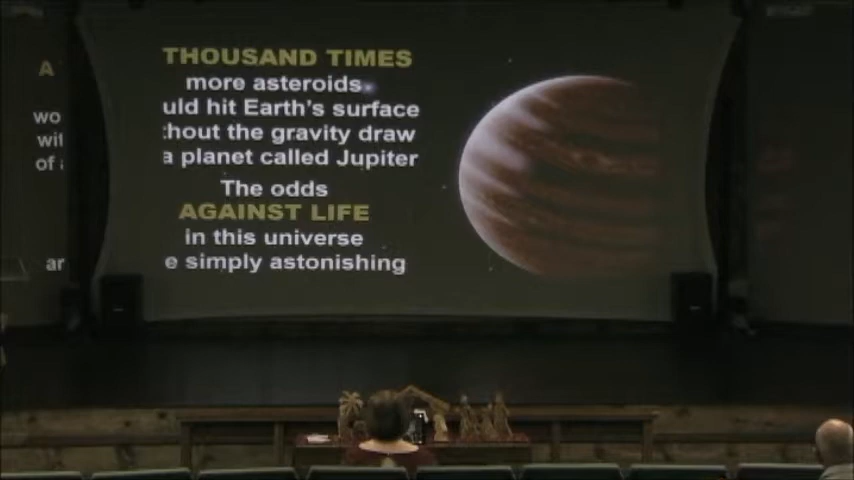 A
wo
wit
of a
ar
THOUSAND TIMES
more asteroids
uld hit Earth's surface
thout the gravity draw
a planet called Jupiter
The odds
AGAINST LIFE
in this universe
e simply astonishing